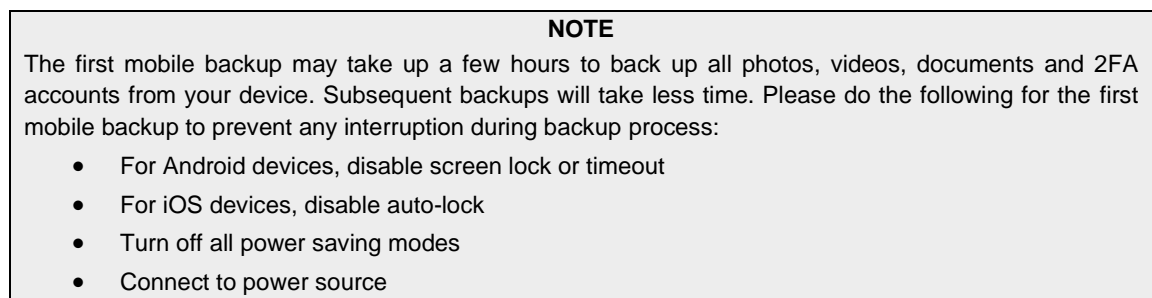 NOTE
The first mobile backup may take up a few hours to back up all photos, videos, documents and 2FA
accounts from your device. Subsequent backups will take less time. Please do the following for the first
mobile backup to prevent any interruption during backup process:
• For Android devices, disable screen lock or timeout
• For iOS devices, disable auto-lock
• Turn off all power saving modes
• Connect to power source